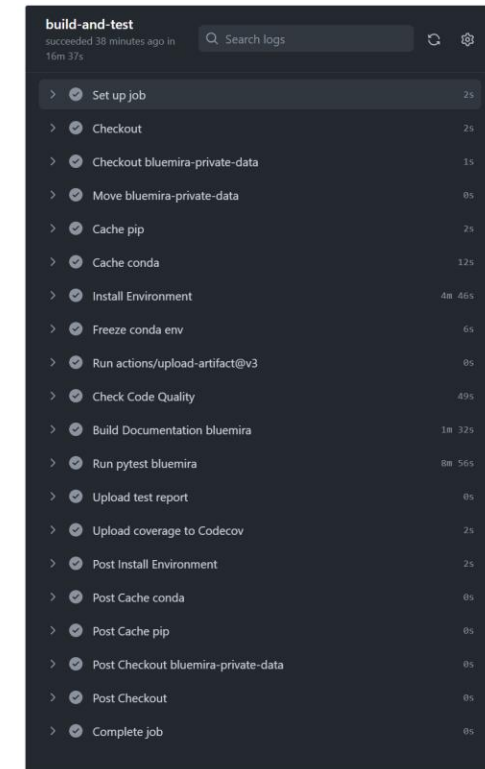 build-and-test
succeeded 38 minutes ago in
16m 37s
Search logs
Set up job 2s
Checkout 2s
Checkout bluemira-private-data 1s
Move bluemira-private-data 0s
Cache pip 2s
Cache conda 12s
Install Environment 4m 46s
Freeze conda env 6s
Run actions/upload-artifact@v3 0s
Check Code Quality 49s
Build Documentation bluemira 1m 32s
Run pytest bluemira 8m 56s
Upload test report 0s
Upload coverage to Codecov 2s
Post Install Environment 2s
Post Cache conda 0s
Post Cache pip 0s
Post Checkout bluemira-private-data 0s
Post Checkout 0s
Complete job 0s